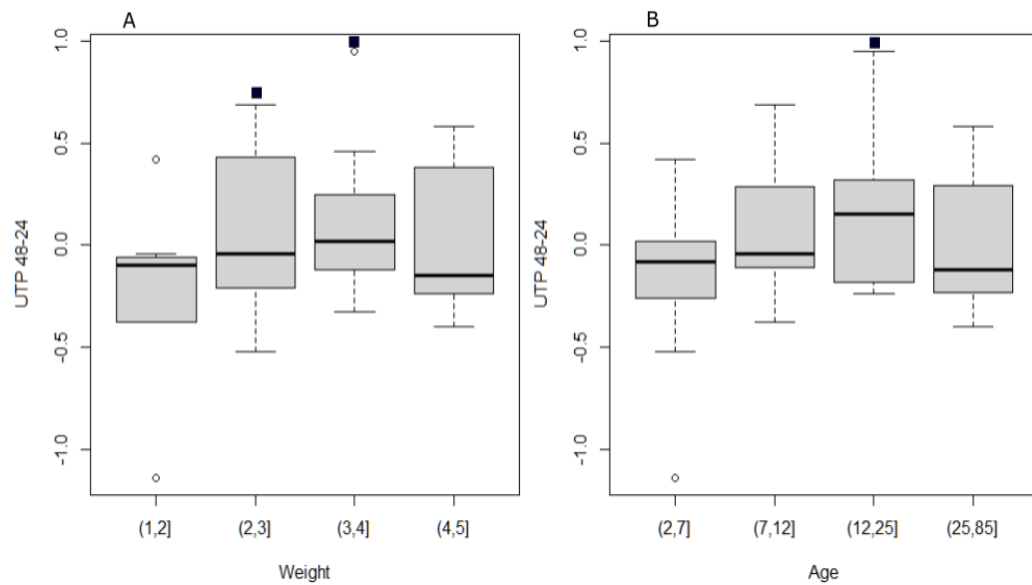 A
UTP 48-24
1.0
0.5
0.0
-0.5
-1.0
(1,2] (2,3] (3,4] (4,5]
Weight
B
UTP 48-24
1.0
0.5
0.0
-0.5
-1.0
(2,7] (7,12] (12,25] (25,85]
Age